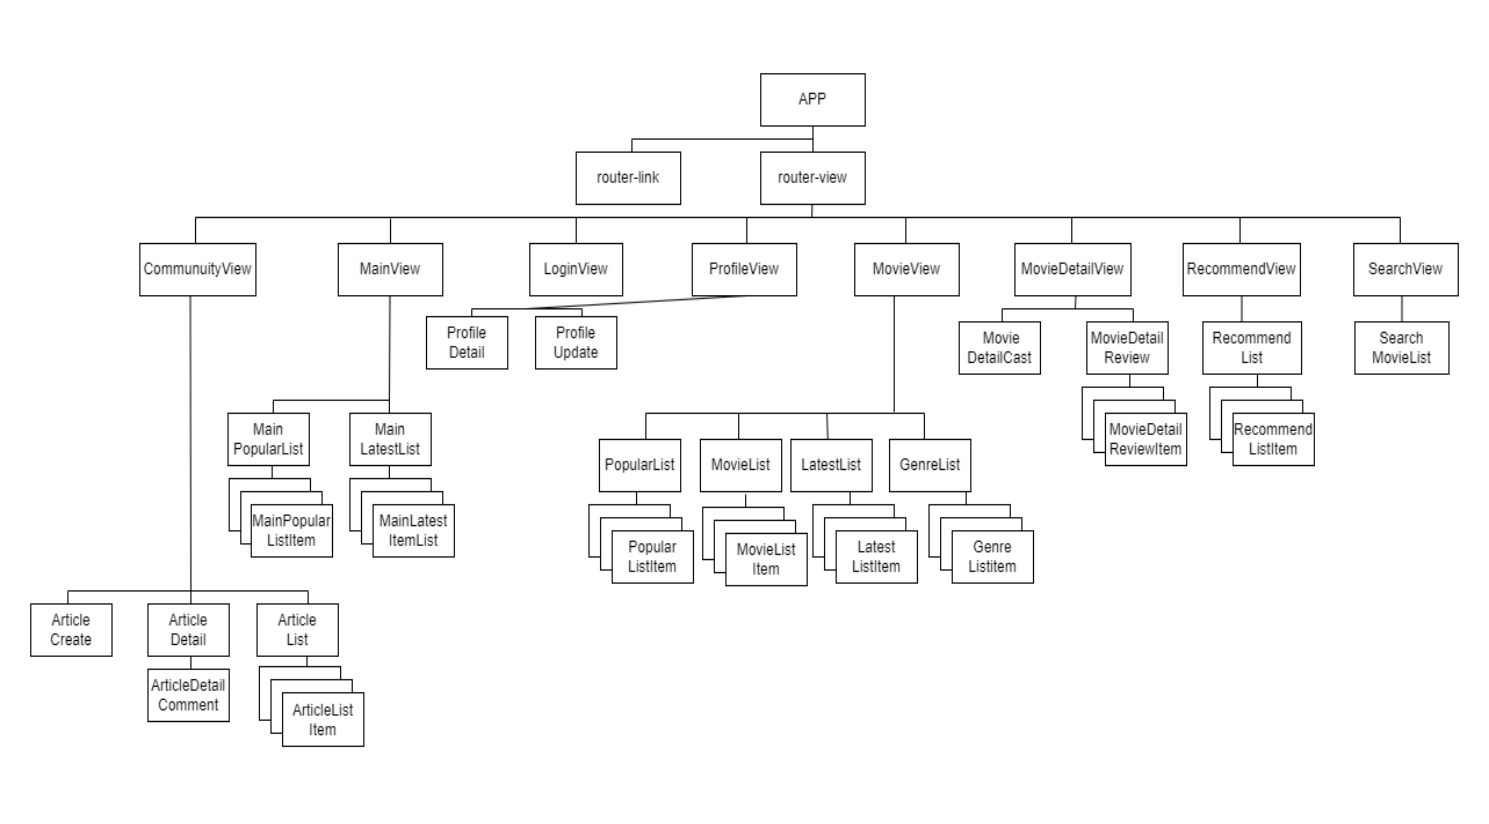 APP
router-link
router-view
CommunuityView
MainView
LoginView
ProfileView
MovieView
MovieDetailView
RecommendView
SearchView
Profile
Detail
Profile
Update
Movie
DetailCast
MovieDetail
Review
Recommend
List
Search
MovieList
MovieDetail
ReviewItem
Recommend
ListItem
Main
PopularList
Main
LatestList
PopularList
MovieList
LatestList
GenreList
MainPopular
ListItem
MainLatest
ItemList
Popular
ListItem
MovieList
Item
Latest
ListItem
Genre
Listitem
Article
Create
Article
Detail
Article
List
ArticleDetail
Comment
ArticleList
Item